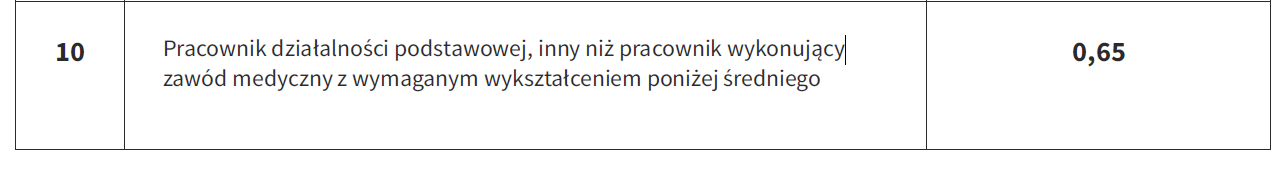 10
Pracownik działalności podstawowej, inny niż pracownik wykonujący
zawód medyczny z wymaganym wykształceniem poniżej średniego
0,65